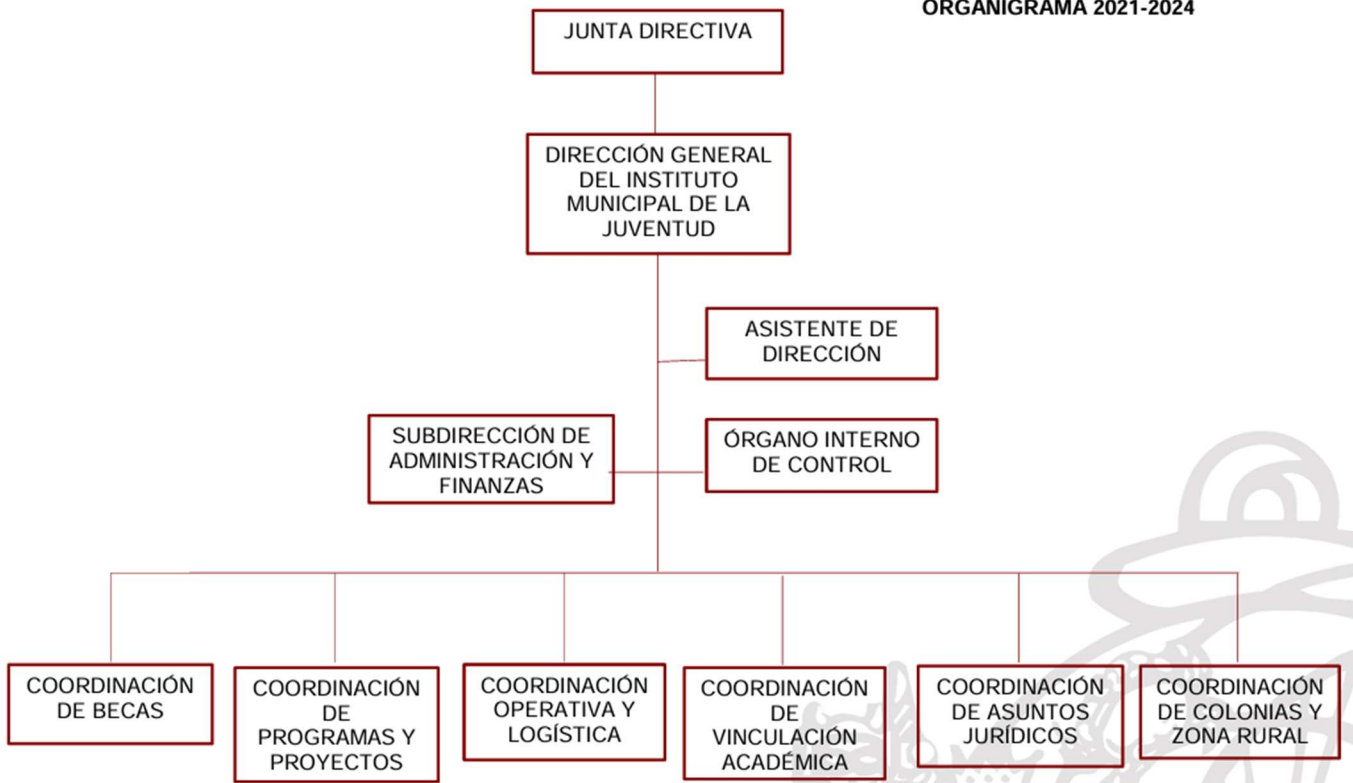 ORGANIGRAMA 2021-2024
JUNTA DIRECTIVA
DIRECCIÓN GENERAL
DEL INSTITUTO
MUNICIPAL DE LA
JUVENTUD
ASISTENTE DE
DIRECCIÓN
SUBDIRECCIÓN DE
ADMINISTRACIÓN Y
FINANZAS
ÓRGANO INTERNO
DE CONTROL
COORDINACIÓN
DE BECAS
COORDINACIÓN
DE
PROGRAMAS Y
PROYECTOS
COORDINACIÓN
OPERATIVA Y
LOGÍSTICA
COORDINACIÓN
DE
VINCULACIÓN
ACADÉMICA
COORDINACIÓN
DE ASUNTOS
JURÍDICOS
COORDINACIÓN
DE COLONIAS Y
ZONA RURAL